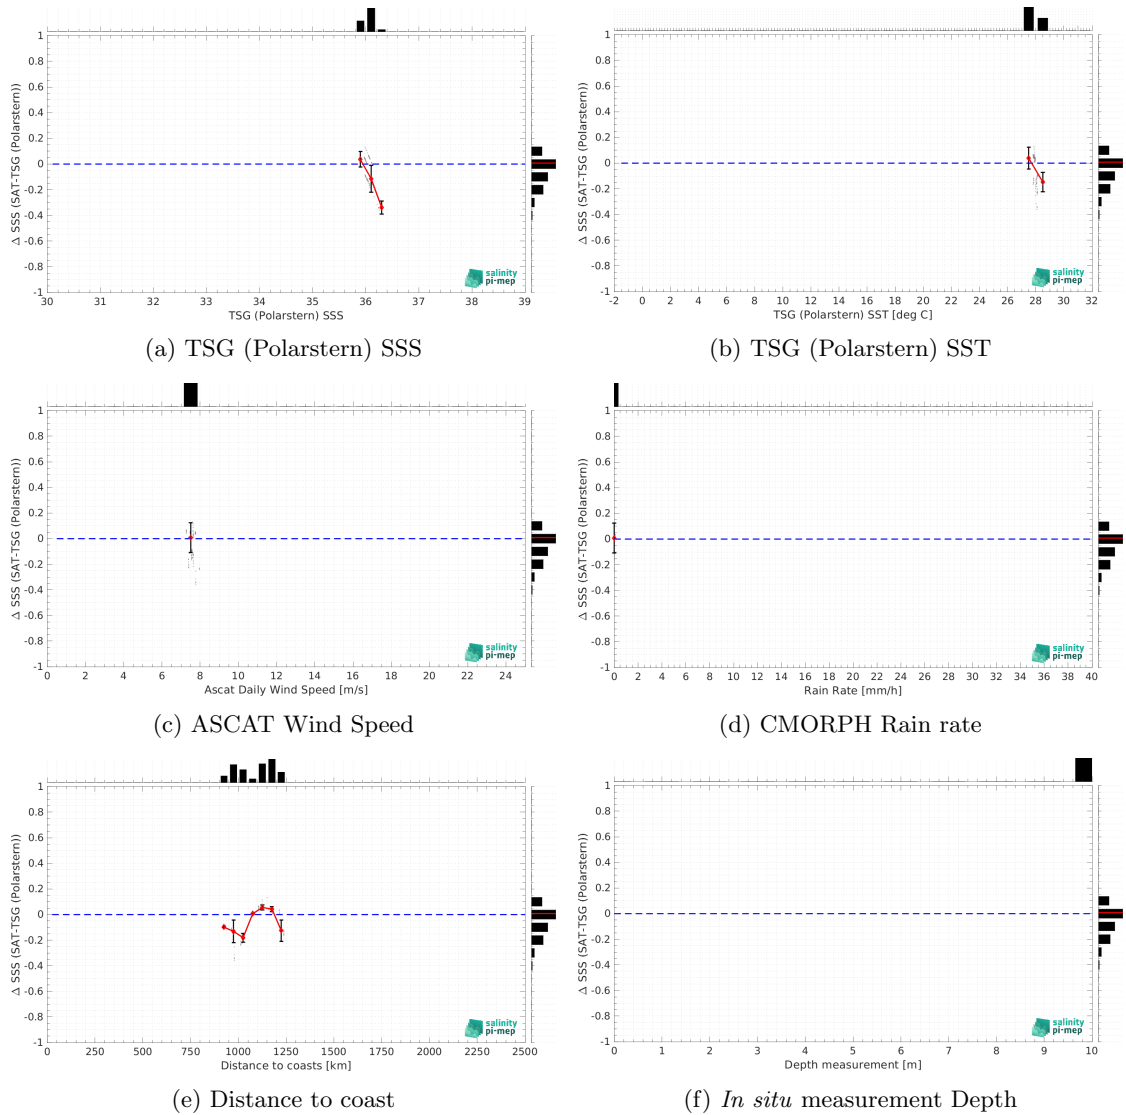 1
0.8
0.6
0.4
0.2
0
-0.2
-0.4
-0.6
-0.8
-1
Δ SSS (SAT-TSG (Polarstern))
30 31 32 33 34 35 36 37 38 39
TSG (Polarstern) SSS
salinity
pi-mep
(a) TSG (Polarstern) SSS
1
0.8
0.6
0.4
0.2
0
-0.2
-0.4
-0.6
-0.8
-1
Δ SSS (SAT-TSG (Polarstern))
-2 0 2 4 6 8 10 12 14 16 18 20 22 24 26 28 30 32
TSG (Polarstern) SST [deg C]
salinity
pi-mep
(b) TSG (Polarstern) SST
1
0.8
0.6
0.4
0.2
0
-0.2
-0.4
-0.6
-0.8
-1
Δ SSS (SAT-TSG (Polarstern))
0 2 4 6 8 10 12 14 16 18 20 22 24
Ascat Daily Wind Speed [m/s]
salinity
pi-mep
(c) ASCAT Wind Speed
1
0.8
0.6
0.4
0.2
0
-0.2
-0.4
-0.6
-0.8
-1
Δ SSS (SAT-TSG (Polarstern))
0 2 4 6 8 10 12 14 16 18 20 22 24 26 28 30 32 34 36 38 40
Rain Rate [mm/h]
salinity
pi-mep
(d) CMORPH Rain rate
1
0.8
0.6
0.4
0.2
0
-0.2
-0.4
-0.6
-0.8
-1
Δ SSS (SAT-TSG (Polarstern))
0 250 500 750 1000 1250 1500 1750 2000 2250 2500
Distance to coasts [km]
salinity
pi-mep
(e) Distance to coast
1
0.8
0.6
0.4
0.2
0
-0.2
-0.4
-0.6
-0.8
-1
Δ SSS (SAT-TSG (Polarstern))
0 1 2 3 4 5 6 7 8 9 10
Depth measurement [m]
salinity
pi-mep
(f) In situ measurement Depth